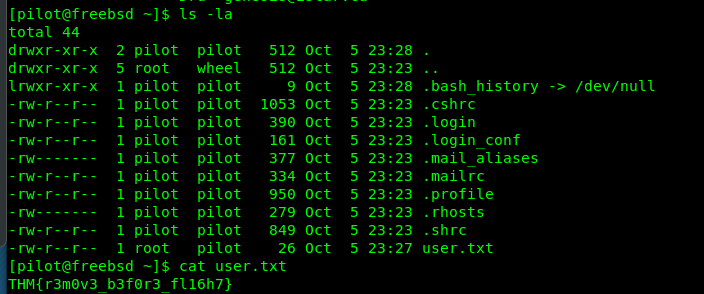 [pilot@freebsd ~]$ ls -la
total 44
drwxr-xr-x  2 pilot  pilot   512 Oct  5 23:28 .
drwxr-xr-x  5 root   wheel   512 Oct  5 23:23 ..
lrwxr-xr-x  1 pilot  pilot     9 Oct  5 23:28 .bash_history -> /dev/null
-rw-r--r--  1 pilot  pilot  1053 Oct  5 23:23 .cshrc
-rw-r--r--  1 pilot  pilot   390 Oct  5 23:23 .login
-rw-r--r--  1 pilot  pilot   161 Oct  5 23:23 .login_conf
-rw-------  1 pilot  pilot   377 Oct  5 23:23 .mail_aliases
-rw-r--r--  1 pilot  pilot   334 Oct  5 23:23 .mailrc
-rw-r--r--  1 pilot  pilot   950 Oct  5 23:23 .profile
-rw-------  1 pilot  pilot   279 Oct  5 23:23 .rhosts
-rw-r--r--  1 pilot  pilot   849 Oct  5 23:23 .shrc
-rw-r--r--  1 root   pilot    26 Oct  5 23:27 user.txt
[pilot@freebsd ~]$ cat user.txt
THM{r3m0v3_b3f0r3_fl16h7}